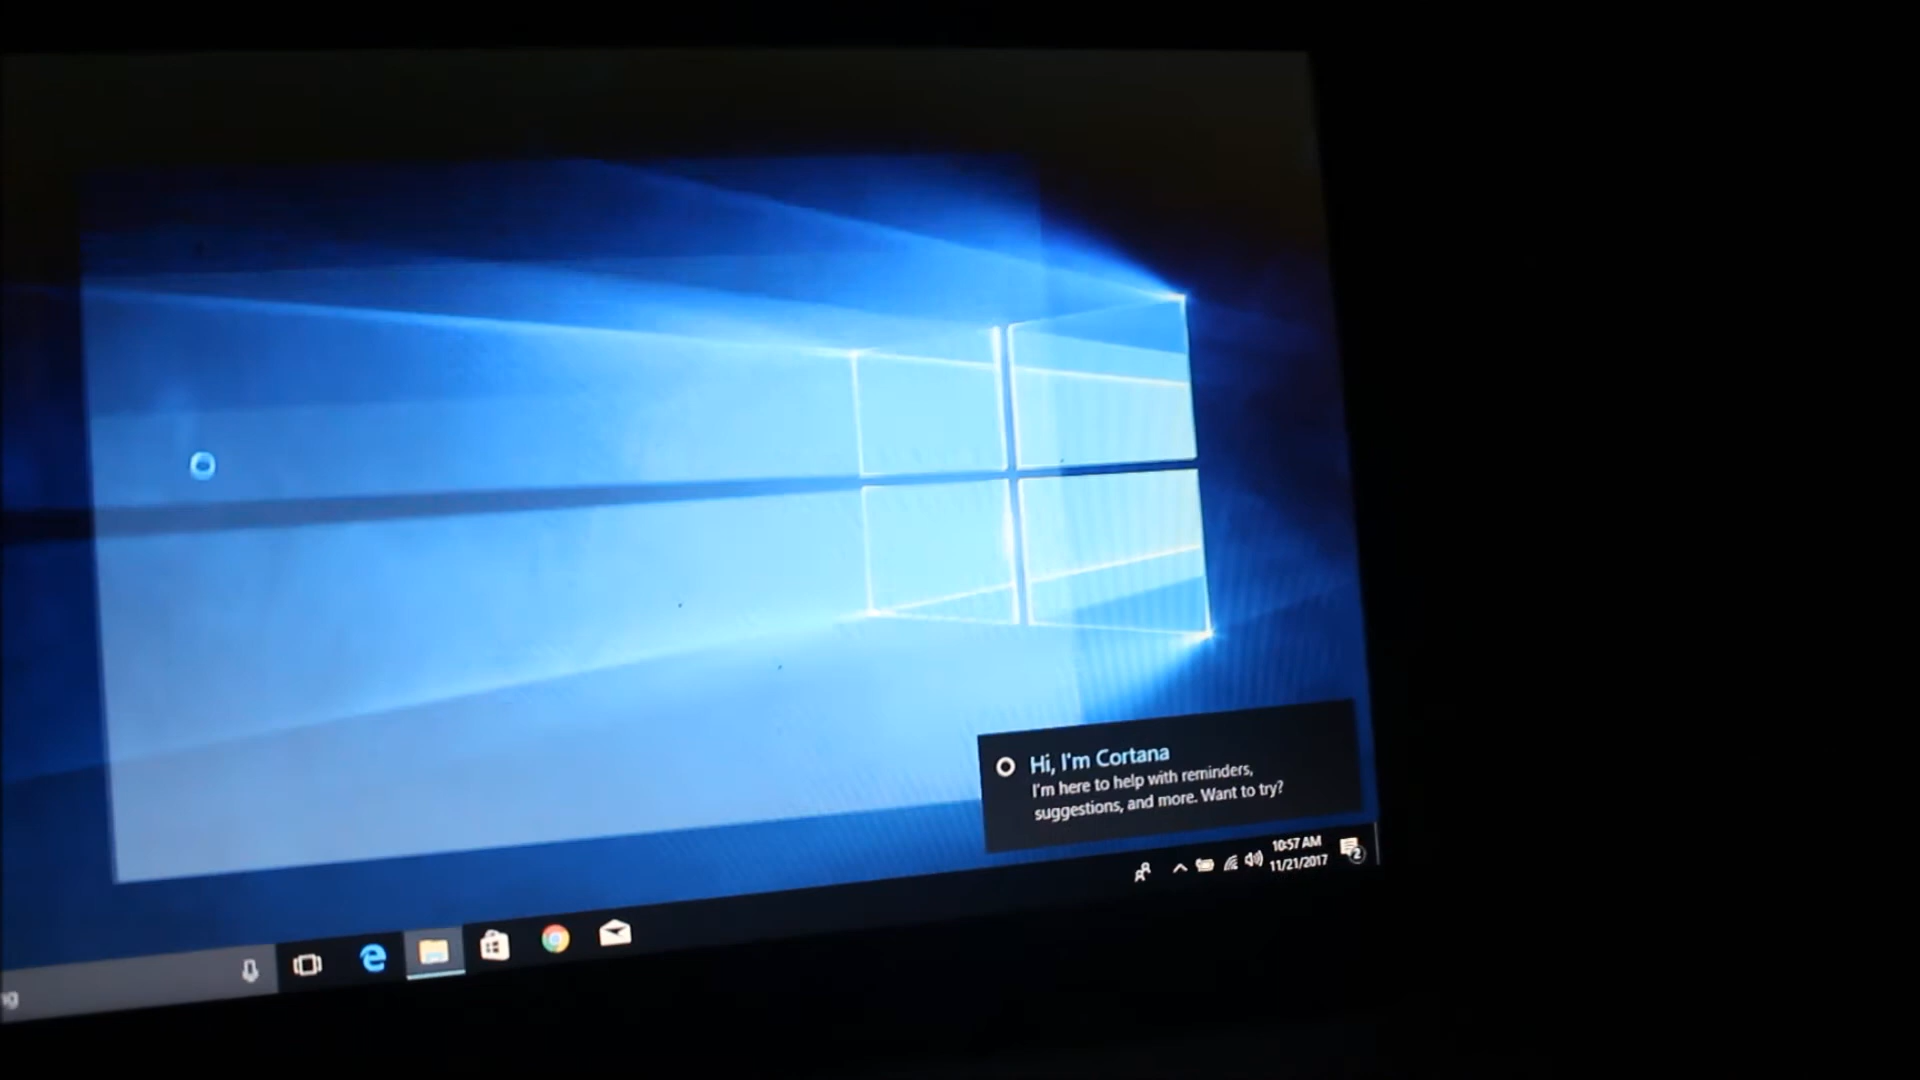 Hi, I'm Cortana
I'm here to help with reminders,
suggestions, and more. Want to try?
10:57 AM
11/21/2017
2